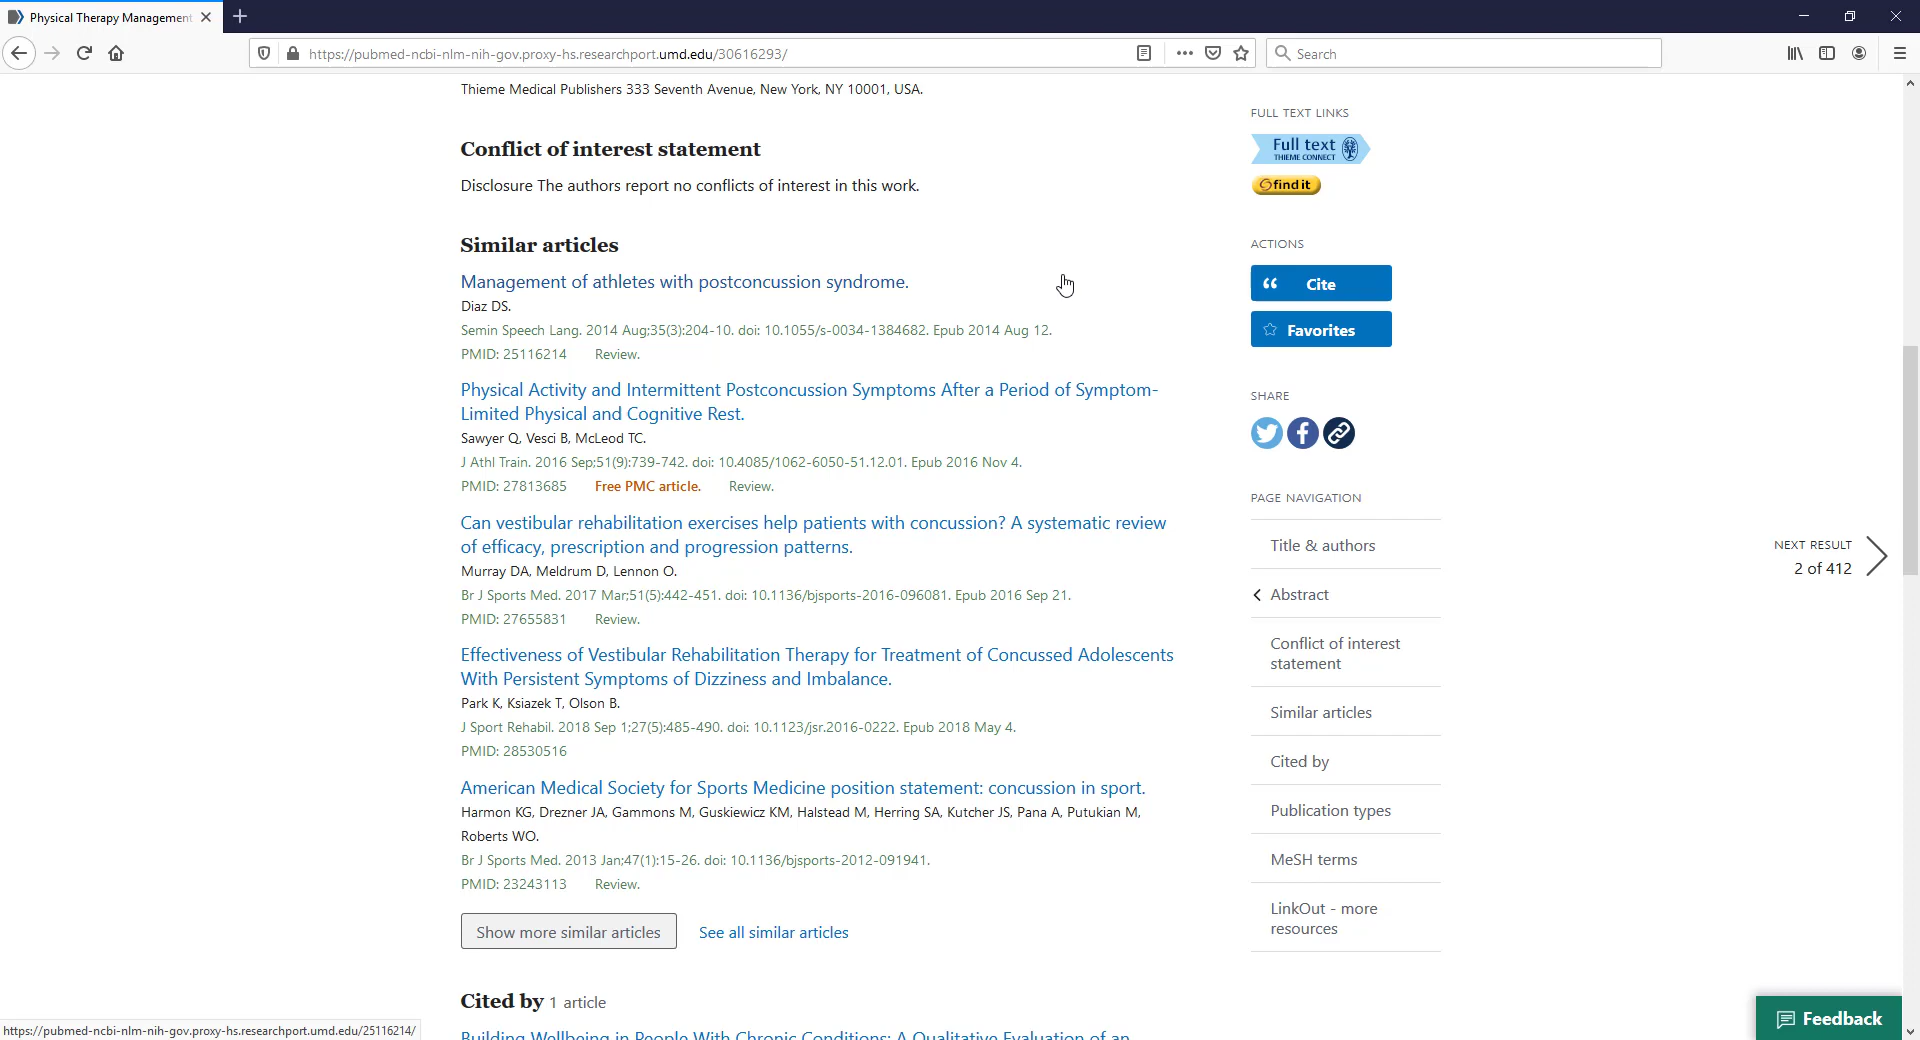 Physical Therapy Management
https://pubmed-ncbi-nlm-nih-gov.proxy-hs.researchport.umd.edu/30616293/
Search
Thieme Medical Publishers 333 Seventh Avenue, New York, NY 10001, USA.
Conflict of interest statement
Disclosure The authors report no conflicts of interest in this work.
Similar articles
Management of athletes with postconcussion syndrome.
Diaz DS.
Semin Speech Lang. 2014 Aug;35(3):204-10. doi: 10.1055/s-0034-1384682. Epub 2014 Aug 12.
PMID: 25116214 Review.
Physical Activity and Intermittent Postconcussion Symptoms After a Period of Symptom-
Limited Physical and Cognitive Rest.
Sawyer Q, Vesci B, McLeod TC.
J Athl Train. 2016 Sep;51(9):739-742. doi: 10.4085/1062-6050-51.12.01. Epub 2016 Nov 4.
PMID: 27813685 Free PMC article. Review.
Can vestibular rehabilitation exercises help patients with concussion? A systematic review
of efficacy, prescription and progression patterns.
Murray DA, Meldrum D, Lennon O.
Br J Sports Med. 2017 Mar;51(5):442-451. doi: 10.1136/bjsports-2016-096081. Epub 2016 Sep 21.
PMID: 27655831 Review.
Effectiveness of Vestibular Rehabilitation Therapy for Treatment of Concussed Adolescents
With Persistent Symptoms of Dizziness and Imbalance.
Park K, Ksiazek T, Olson B.
J Sport Rehabil. 2018 Sep 1;27(5):485-490. doi: 10.1123/jsr.2016-0222. Epub 2018 May 4.
PMID: 28530516
American Medical Society for Sports Medicine position statement: concussion in sport.
Harmon KG, Drezner JA, Gammons M, Guskiewicz KM, Halstead M, Herring SA, Kutcher JS, Pana A, Putukian M,
Roberts WO.
Br J Sports Med. 2013 Jan;47(1):15-26. doi: 10.1136/bjsports-2012-091941.
PMID: 23243113 Review.
Show more similar articles See all similar articles
Cited by 1 article
Building Wellbeing in People With Chronic Conditions: A Qualitative Evaluation of an
FULL TEXT LINKS
Full text
THIEME CONNECT
find it
ACTIONS
Cite
Favorites
SHARE
PAGE NAVIGATION
Title & authors
Abstract
Conflict of interest
statement
Similar articles
Cited by
Publication types
MeSH terms
LinkOut - more
resources
NEXT RESULT
2 of 412
Feedback
https://pubmed-ncbi-nlm-nih-gov.proxy-hs.researchport.umd.edu/25116214/